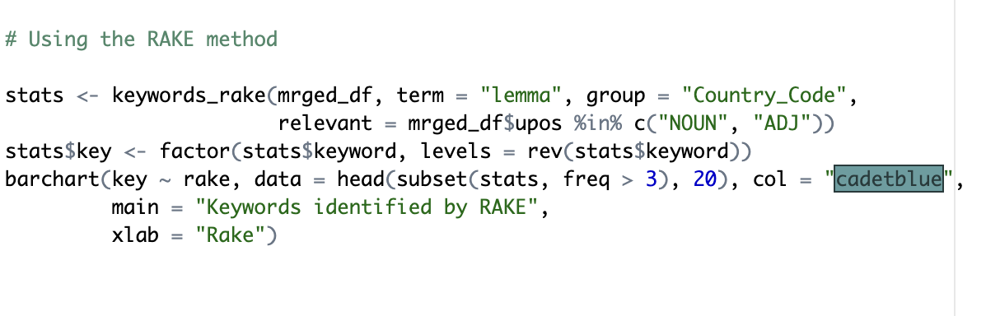 # Using the RAKE method
stats <- keywords_rake(mrged_df, term = "lemma", group = "Country_Code",
                       relevant = mrged_df$upos %in% c("NOUN", "ADJ"))
stats$key <- factor(stats$keyword, levels = rev(stats$keyword))
barchart(key ~ rake, data = head(subset(stats, freq > 3), 20), col = "cadetblue",
         main = "Keywords identified by RAKE",
         xlab = "Rake")